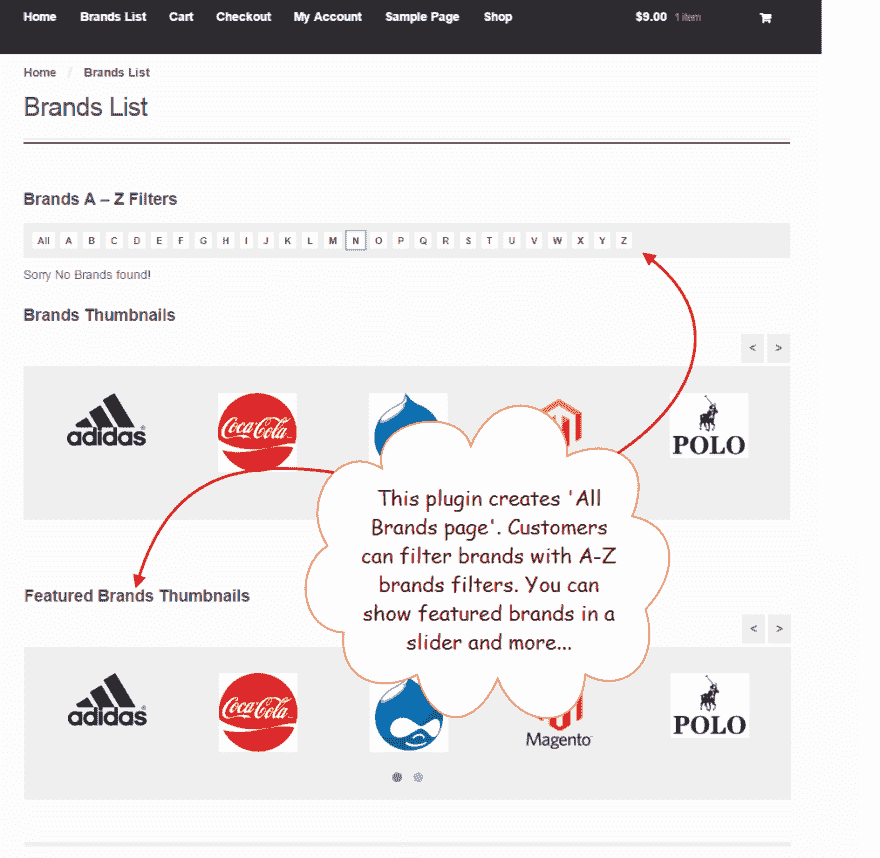 Home Brands List Cart Checkout My Account Sample Page Shop $9.00 1 item
Home / Brands List
Brands List
Brands A – Z Filters
All A B C D E F G H I J K L M N O P Q R S T U V W X Y Z
Sorry No Brands found!
Brands Thumbnails
< >
adidas Coca-Cola POLO
This plugin creates 'All
Brands page'. Customers
can filter brands with A-Z
brands filters. You can
show featured brands in a
slider and more...
Featured Brands Thumbnails
< >
adidas Coca-Cola Magento POLO